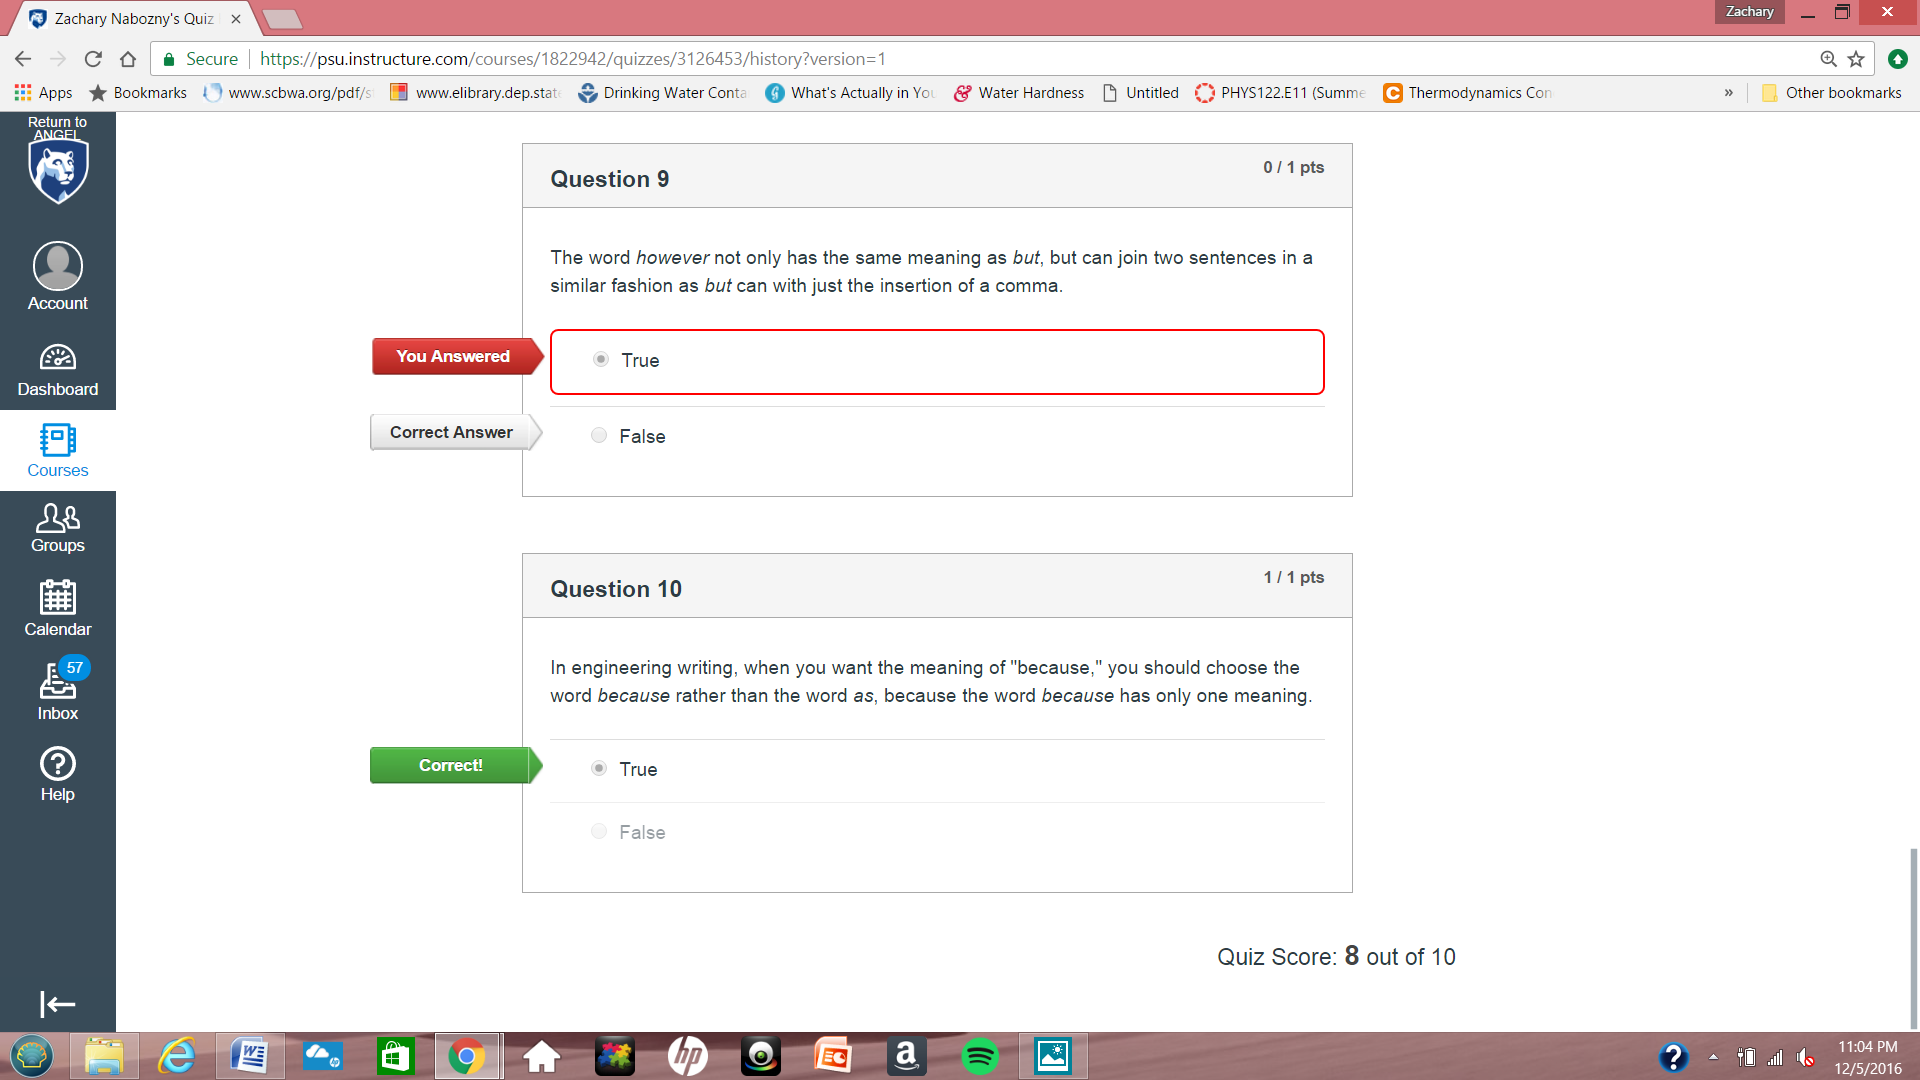 Zachary Nabozny's Quiz
Zachary
Secure
https://psu.instructure.com/courses/1822942/quizzes/3126453/history?version=1
Apps
Bookmarks
www.scbwa.org/pdf/s
www.elibrary.dep.state
Drinking Water Conta
What's Actually in You
Water Hardness
Untitled
PHYS122.E11 (Summe
Thermodynamics Con
»
Other bookmarks
Return to
ANGEL
Account
Dashboard
Courses
Groups
Calendar
57
Inbox
Help
Question 9
0 / 1 pts
The word however not only has the same meaning as but, but can join two sentences in a
similar fashion as but can with just the insertion of a comma.
You Answered
True
Correct Answer
False
Question 10
1 / 1 pts
In engineering writing, when you want the meaning of "because," you should choose the
word because rather than the word as, because the word because has only one meaning.
Correct!
True
False
Quiz Score: 8 out of 10
11:04 PM
12/5/2016